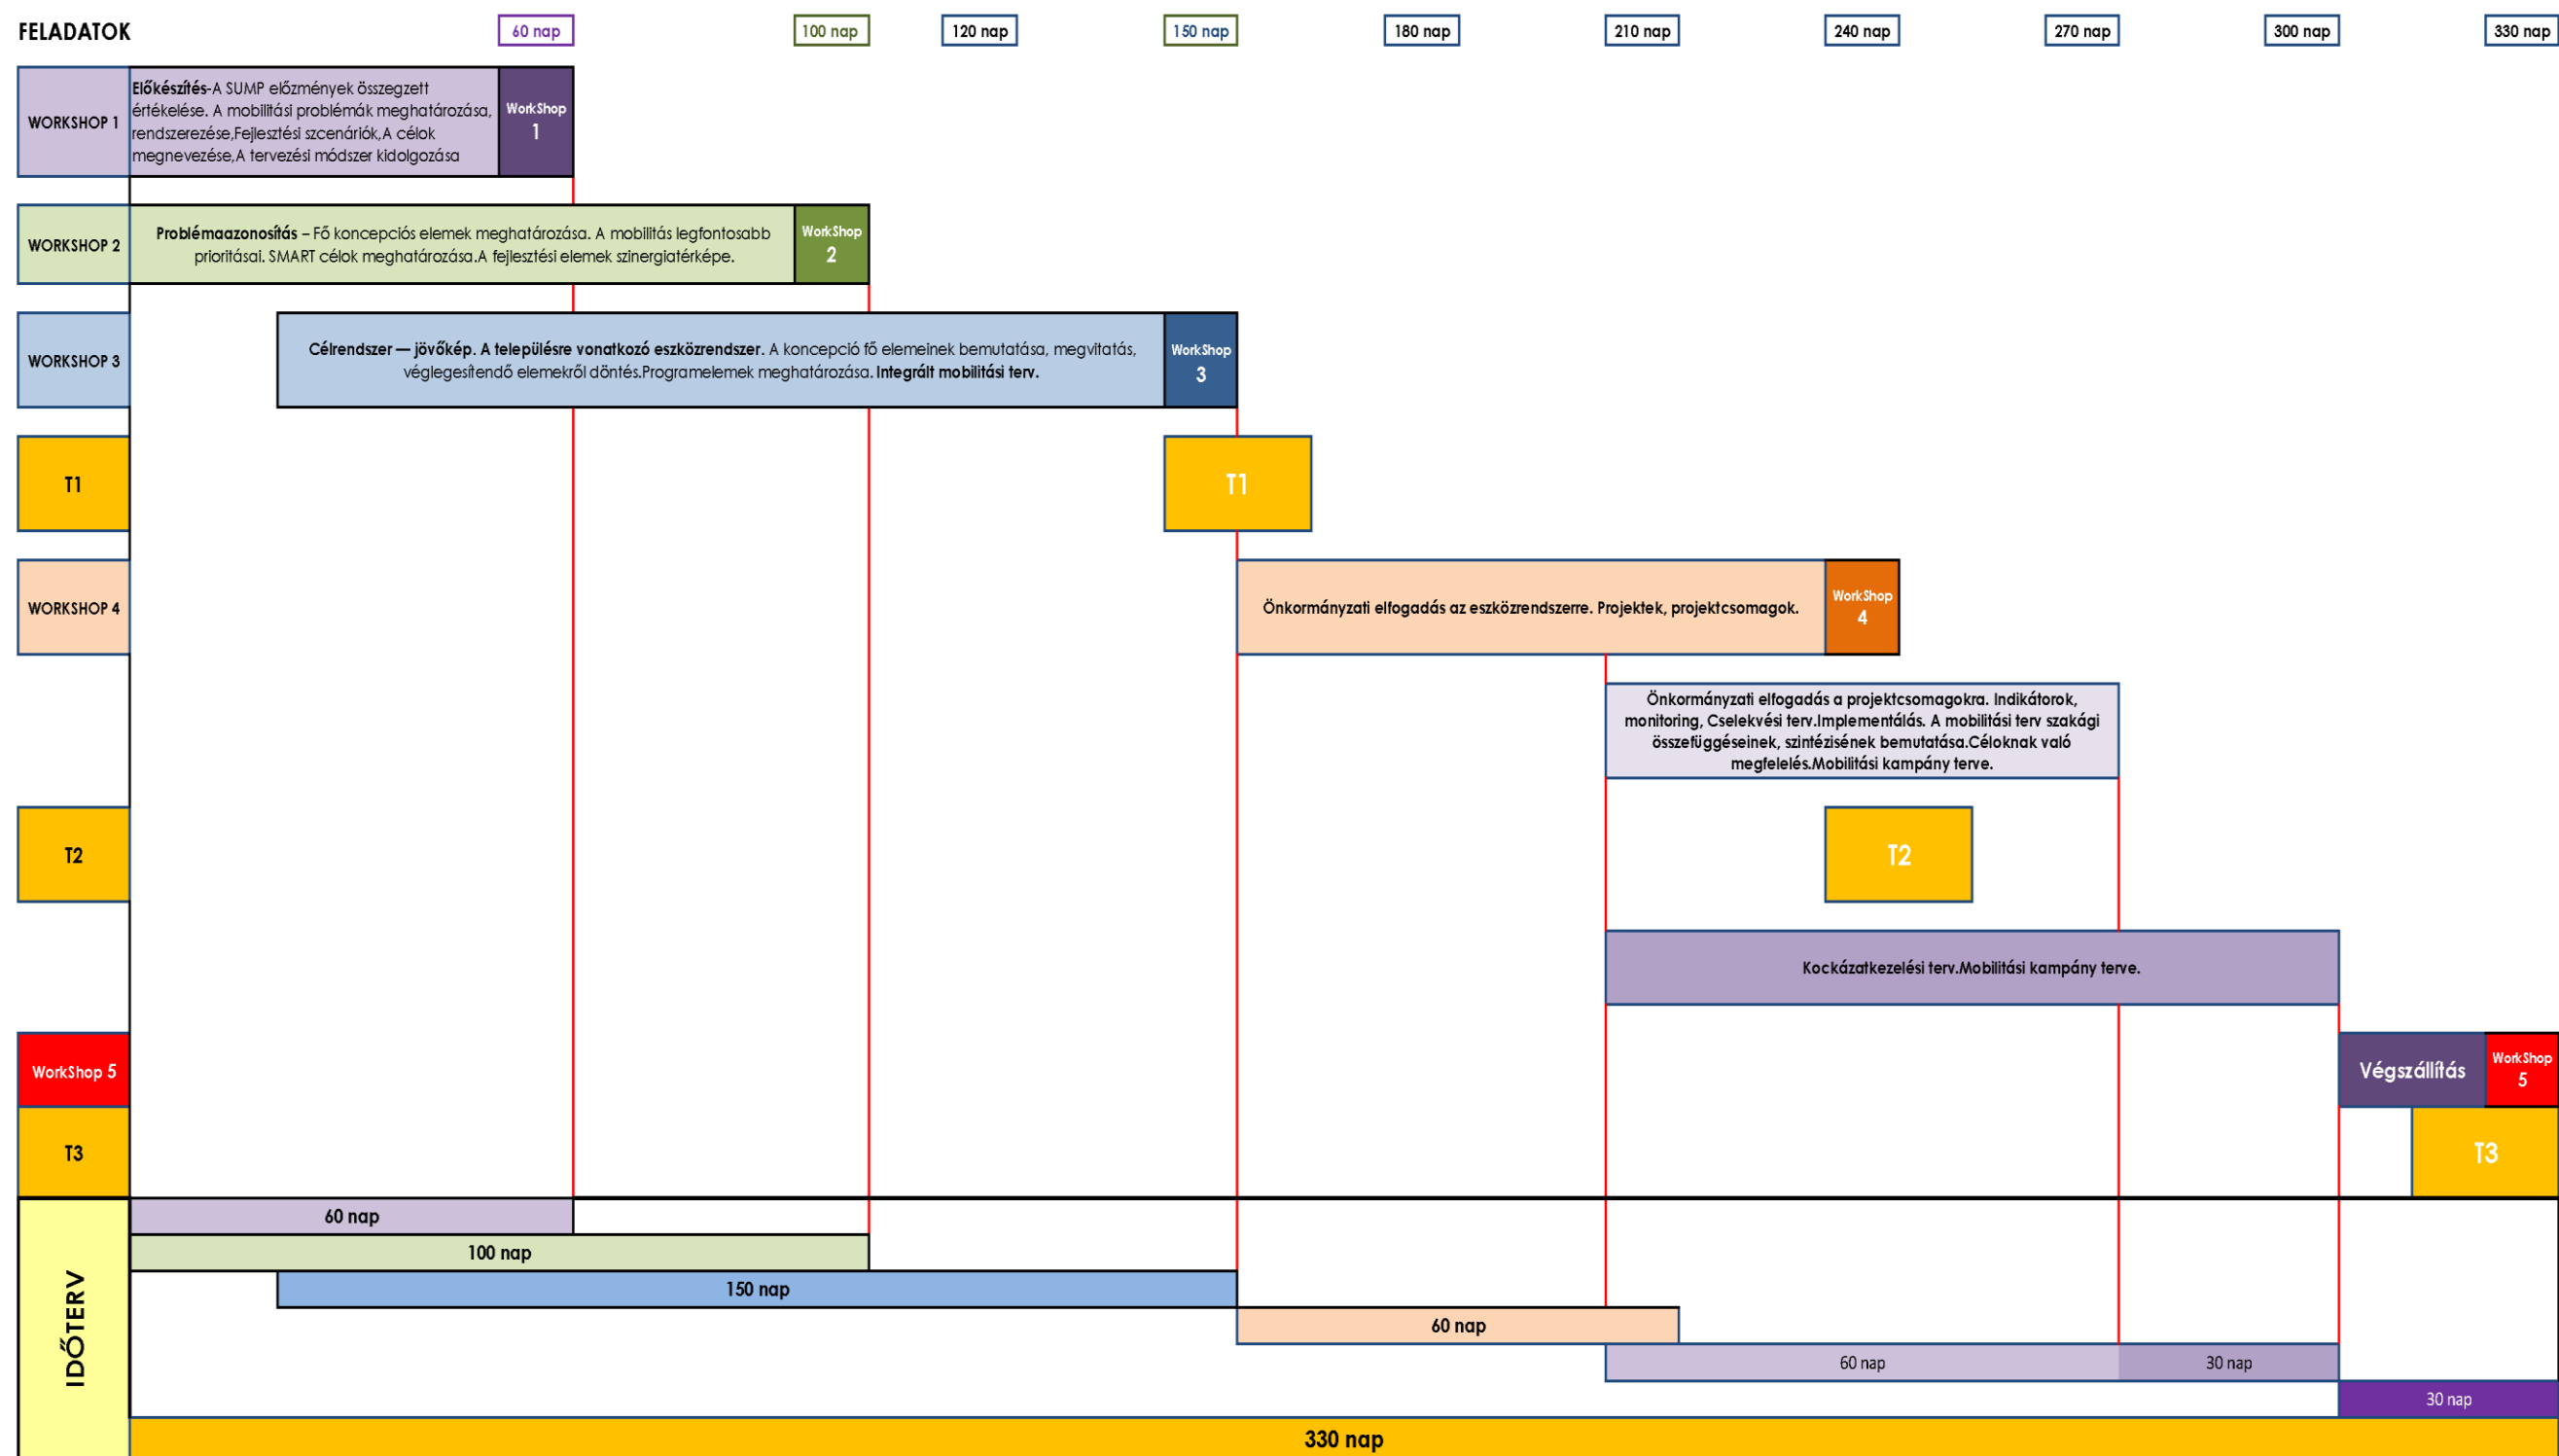 FELADATOK
60 nap
100 nap
120 nap
150 nap
180 nap
210 nap
240 nap
270 nap
300 nap
330 nap
WORKSHOP 1
Előkészítés-A SUMP előzmények összegzett
értékelése. A mobilitási problémák meghatározása,
rendszerezése,Fejlesztési szcenáriók,A célok
megnevezése,A tervezési módszer kidolgozása
WorkShop
1
WORKSHOP 2
Problémaazonosítás – Fő koncepciós elemek meghatározása. A mobilitás legfontosabb
prioritásai. SMART célok meghatározása.A fejlesztési elemek szinergiatérképe.
WorkShop
2
WORKSHOP 3
Célrendszer — jövőkép. A településre vonatkozó eszközrendszer. A koncepció fő elemeinek bemutatása, megvitatás,
véglegesítendő elemekről döntés.Programelemek meghatározása. Integrált mobilitási terv.
WorkShop
3
T1
T1
WORKSHOP 4
Önkormányzati elfogadás az eszközrendszerre. Projektek, projektcsomagok.
WorkShop
4
Önkormányzati elfogadás a projektcsomagokra. Indikátorok,
monitoring, Cselekvési terv.Implementálás. A mobilitási terv szakági
összefüggéseinek, szintézisének bemutatása.Céloknak való
megfelelés.Mobilitási kampány terve.
T2
T2
Kockázatkezelési terv.Mobilitási kampány terve.
WorkShop 5
Végszállítás
WorkShop
5
T3
T3
IDŐTERV
60 nap
100 nap
150 nap
60 nap
60 nap
30 nap
30 nap
330 nap